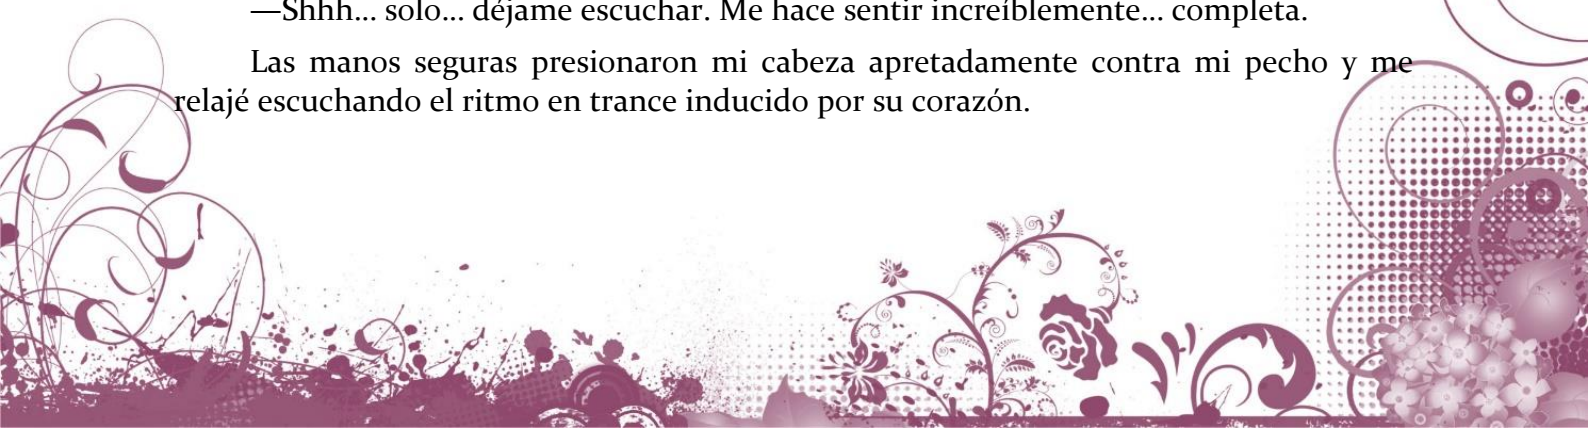 —Shhh... solo... déjame escuchar. Me hace sentir increíblemente... completa.
Las manos seguras presionaron mi cabeza apretadamente contra mi pecho y me
relajé escuchando el ritmo en trance inducido por su corazón.